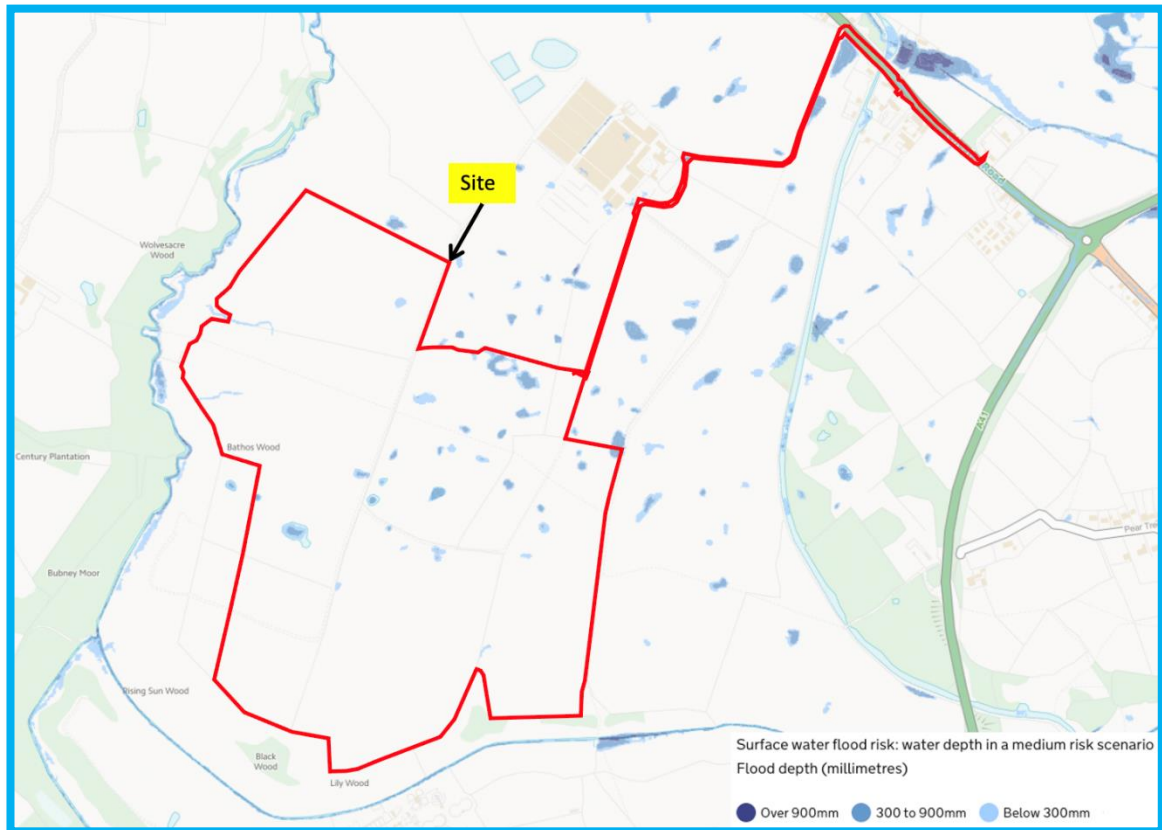 Site
Wolvesacre
Wood
Road
Bathos Wood
Century Plantation
A41
Pear Tre
Bubney Moor
Rising Sun Wood
Black
Wood
Lily Wood
Surface water flood risk: water depth in a medium risk scenario
Flood depth (millimetres)
Over 900mm 300 to 900mm Below 300mm